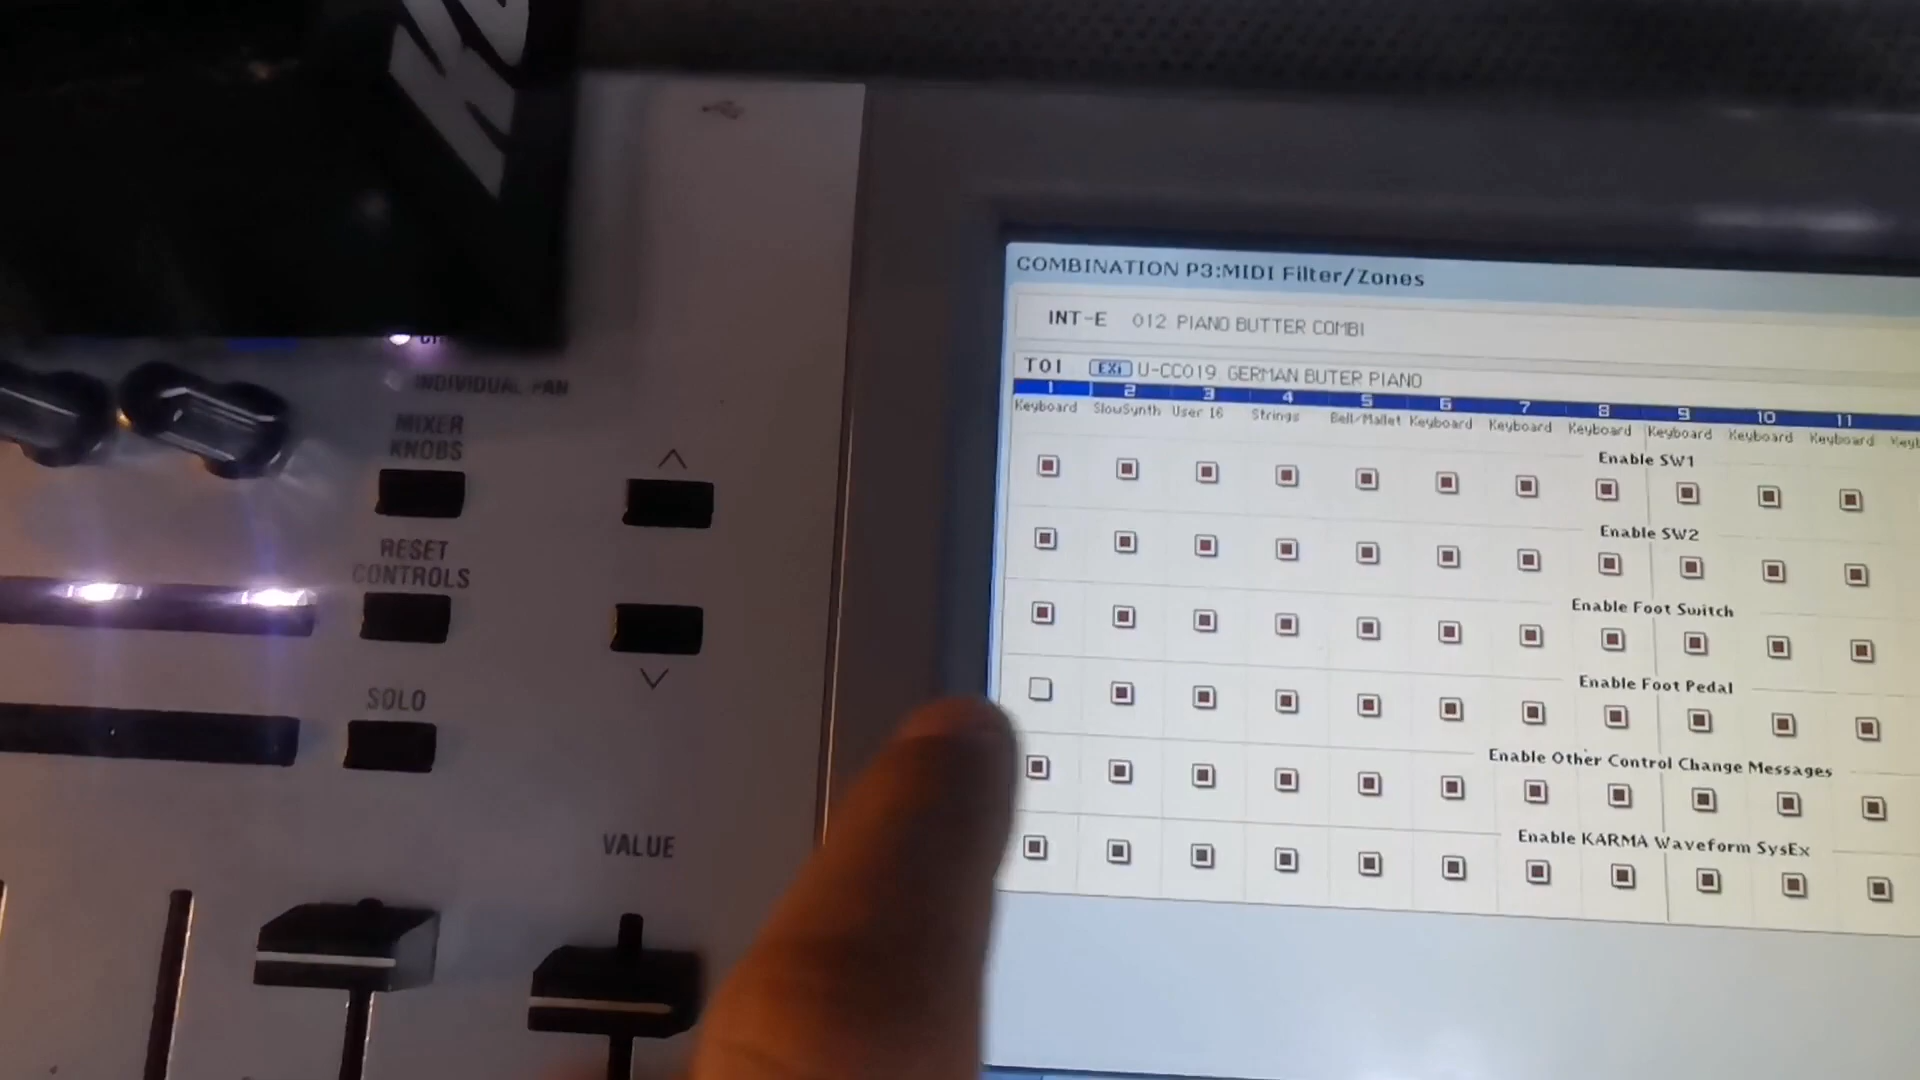 INDIVIDUAL PAN
MIXER
KNOBS
RESET
CONTROLS
SOLO
VALUE
COMBINATION P3:MIDI Filter/Zones
INT-E 012 PIANO BUTTER COMBI
T01 EXi U-CC019 GERMAN BUTER PIANO
1 2 3 4 5 6 7 8 9 10 11
Keyboard SlowSynth User 16 Strings Bell/Mallet Keyboard Keyboard Keyboard Keyboard Keyboard Keyboard
Enable SW1
Enable SW2
Enable Foot Switch
Enable Foot Pedal
Enable Other Control Change Messages
Enable KARMA Waveform SysEx